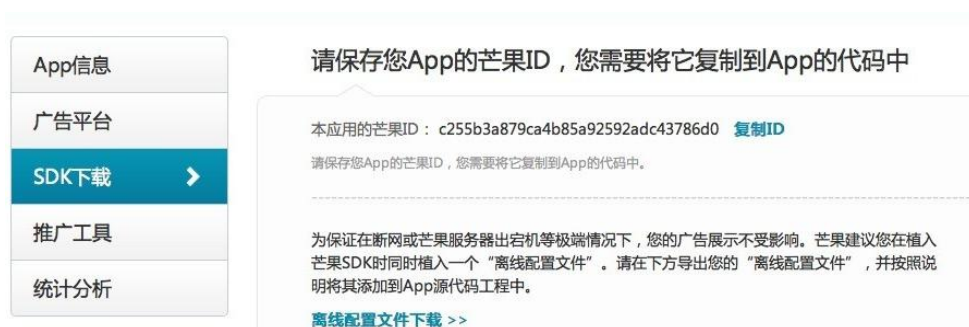 App信息
广告平台
SDK下载
推广工具
统计分析
请保存您App的芒果ID，您需要将它复制到App的代码中
本应用的芒果ID： c255b3a879ca4b85a92592adc43786d0 复制ID
请保存您App的芒果ID，您需要将它复制到App的代码中。
为保证在断网或芒果服务器出宕机等极端情况下，您的广告展示不受影响。芒果建议您在植入
芒果SDK时同时植入一个“离线配置文件”。请在下方导出您的“离线配置文件”，并按照说
明将其添加到App源代码工程中。
离线配置文件下载 >>